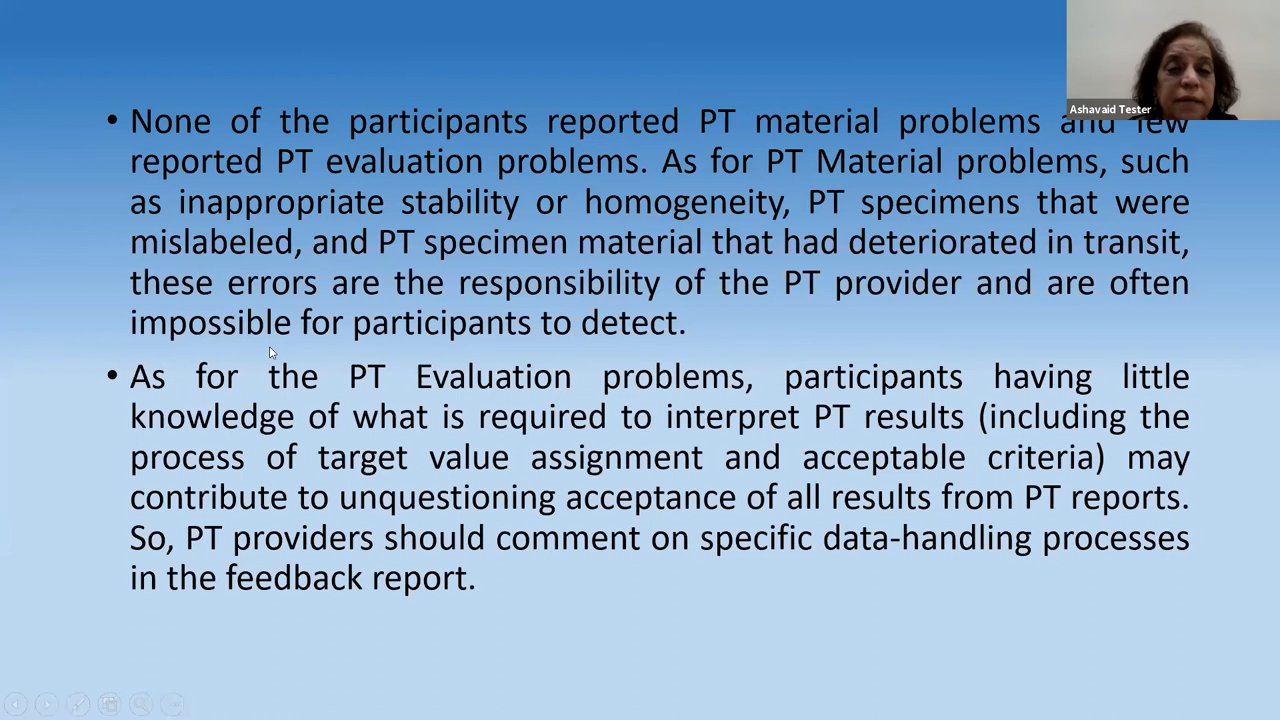 • None of the participants reported PT material problems and few
reported PT evaluation problems. As for PT Material problems, such
as inappropriate stability or homogeneity, PT specimens that were
mislabeled, and PT specimen material that had deteriorated in transit,
these errors are the responsibility of the PT provider and are often
impossible for participants to detect.
• As for the PT Evaluation problems, participants having little
knowledge of what is required to interpret PT results (including the
process of target value assignment and acceptable criteria) may
contribute to unquestioning acceptance of all results from PT reports.
So, PT providers should comment on specific data-handling processes
in the feedback report.
Ashavaid Tester